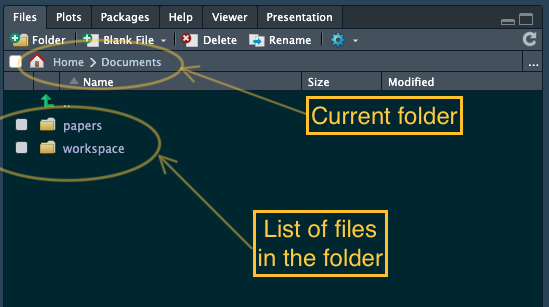 Files Plots Packages Help Viewer Presentation
Folder Blank File Delete Rename
Home Documents ...
Name Size Modified
..
papers
workspace
Current folder
List of files
in the folder